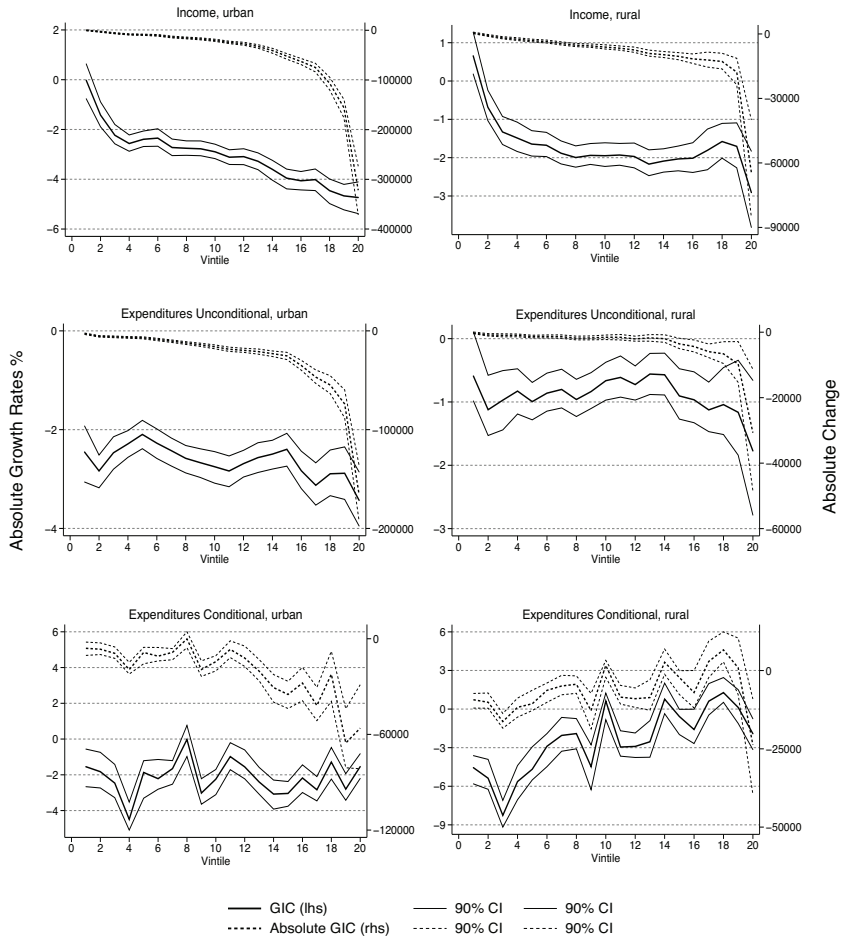 Income, urban
2
0
−2
−4
−6
0
−100000
−200000
−300000
−400000
0 2 4 6 8 10 12 14 16 18 20
Vintile
Income, rural
1
0
−1
−2
−3
0
−30000
−60000
−90000
0 2 4 6 8 10 12 14 16 18 20
Vintile
Absolute Growth Rates %
Expenditures Unconditional, urban
0
−2
−4
0
−100000
−200000
0 2 4 6 8 10 12 14 16 18 20
Vintile
Expenditures Unconditional, rural
0
−1
−2
−3
0
−20000
−40000
−60000
0 2 4 6 8 10 12 14 16 18 20
Vintile
Absolute Change
Expenditures Conditional, urban
6
4
2
0
−2
−4
0
−60000
−120000
0 2 4 6 8 10 12 14 16 18 20
Vintile
Expenditures Conditional, rural
6
3
0
−3
−6
−9
0
−25000
−50000
0 2 4 6 8 10 12 14 16 18 20
Vintile
GIC (lhs) 90% CI 90% CI
Absolute GIC (rhs) 90% CI 90% CI